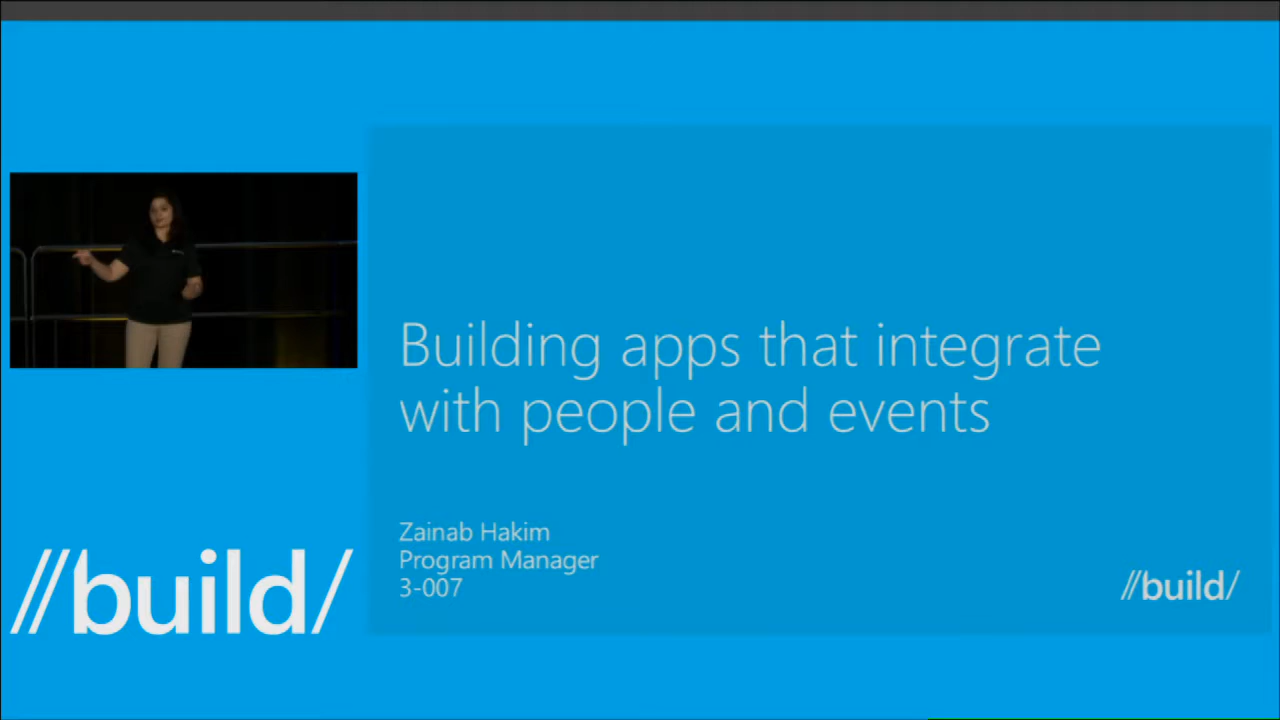 Building apps that integrate
with people and events
Zainab Hakim
Program Manager
3-007
//build/
//build/